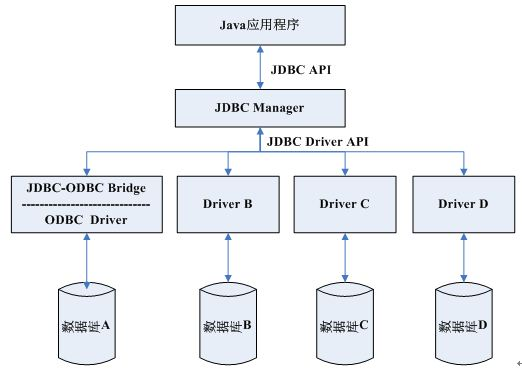 Java应用程序
JDBC API
JDBC Manager
JDBC Driver API
JDBC-ODBC Bridge
-----------------------------
ODBC Driver
Driver B
Driver C
Driver D
数据库A
数据库B
数据库C
数据库D